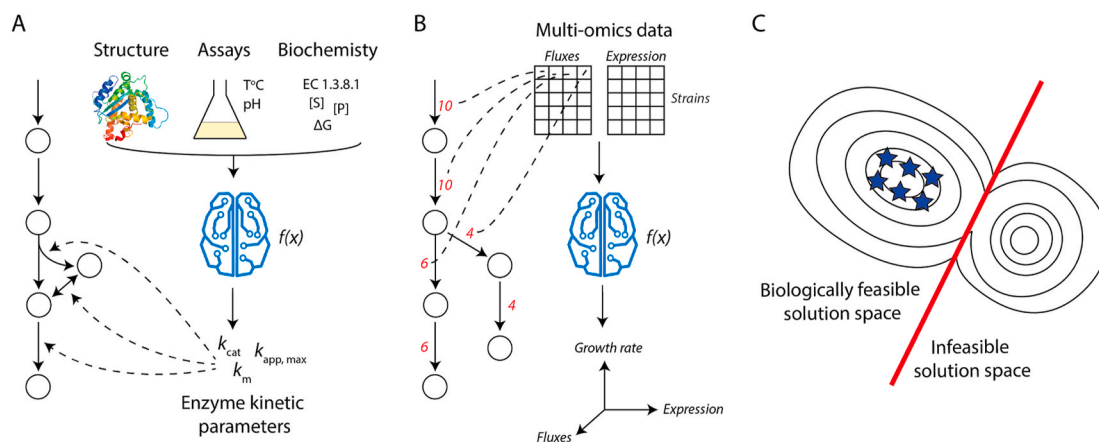 A
Structure
Assays
Biochemisty
T°C
pH
EC 1.3.8.1
[S]
[P]
ΔG
f(x)
kcat
kapp, max
km
Enzyme kinetic
parameters
B
Multi-omics data
Fluxes
Expression
Strains
10
10
4
6
4
6
f(x)
Growth rate
Expression
Fluxes
C
Biologically feasible
solution space
Infeasible
solution space